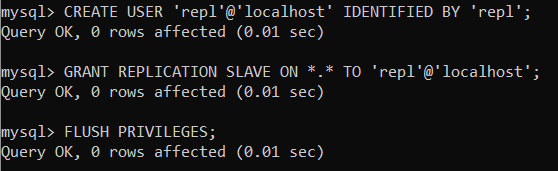 mysql> CREATE USER 'repl'@'localhost' IDENTIFIED BY 'repl';
Query OK, 0 rows affected (0.01 sec)
mysql> GRANT REPLICATION SLAVE ON *.* TO 'repl'@'localhost';
Query OK, 0 rows affected (0.01 sec)
mysql> FLUSH PRIVILEGES;
Query OK, 0 rows affected (0.01 sec)